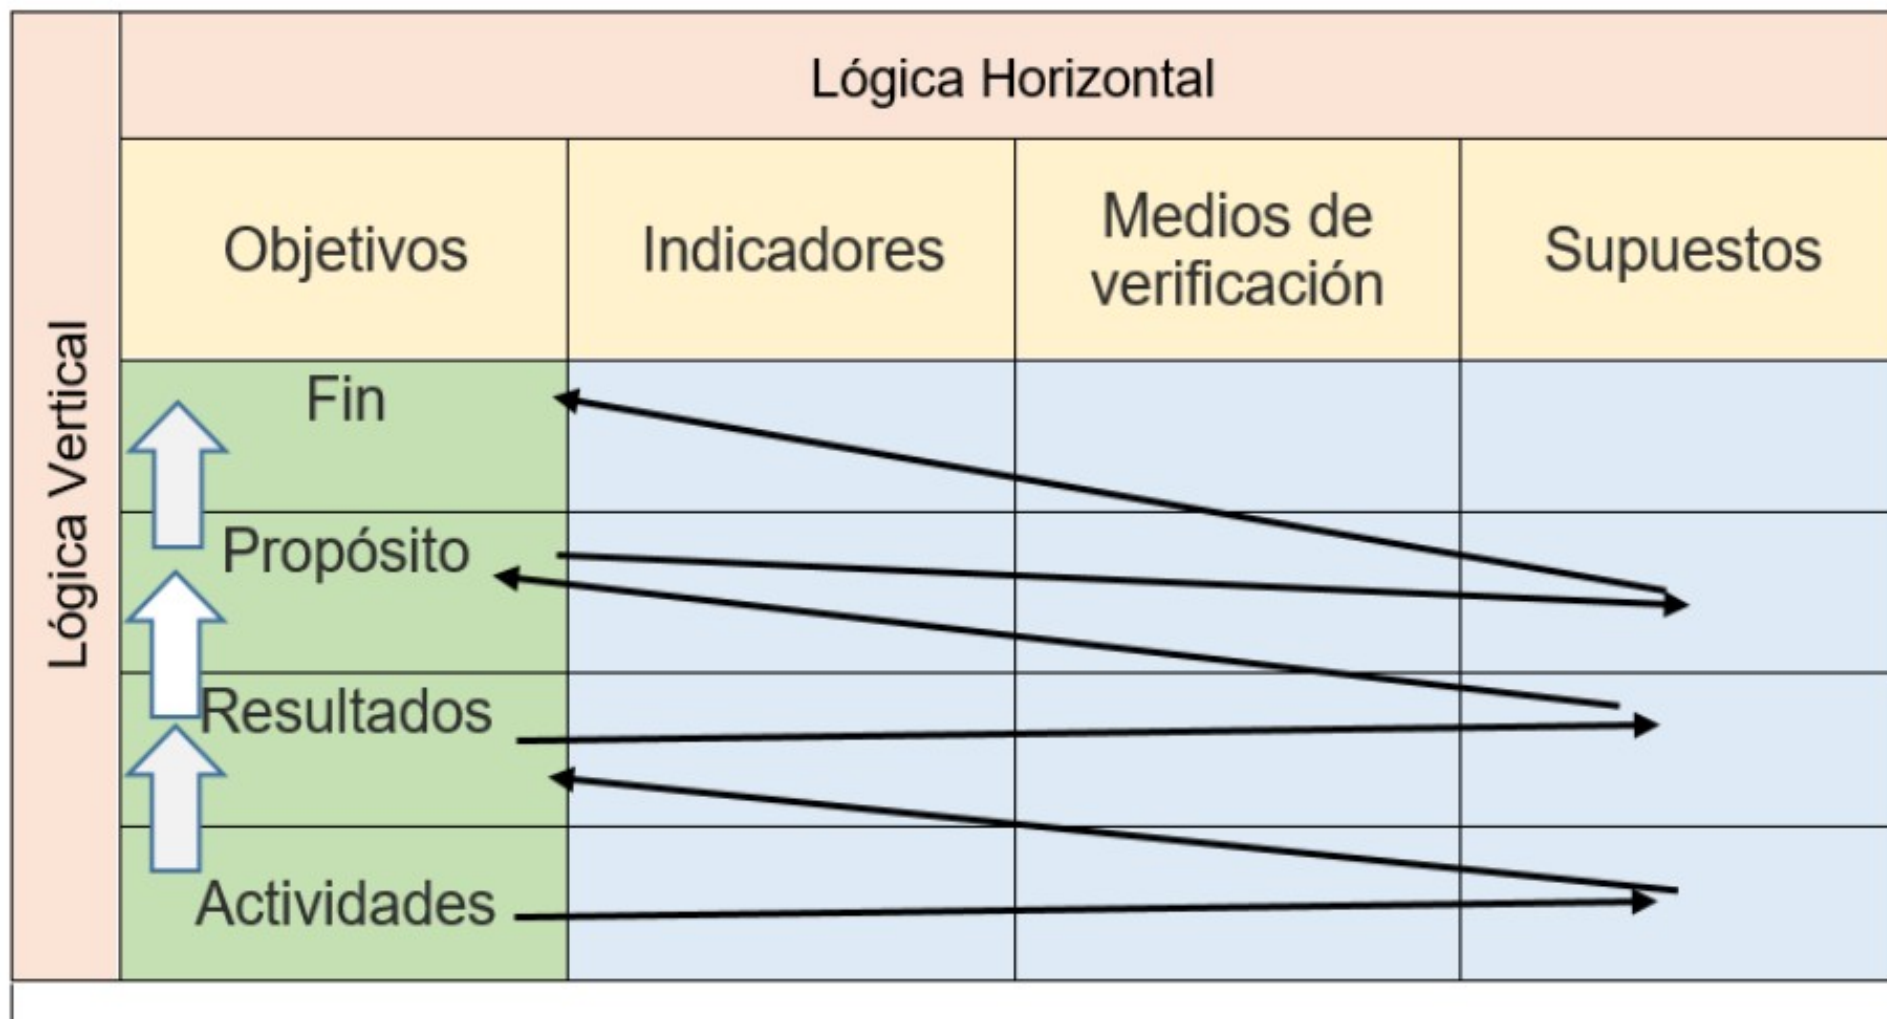 Lógica Horizontal
Lógica Vertical
Objetivos
Indicadores
Medios de
verificación
Supuestos
Fin
Propósito
Resultados
Actividades